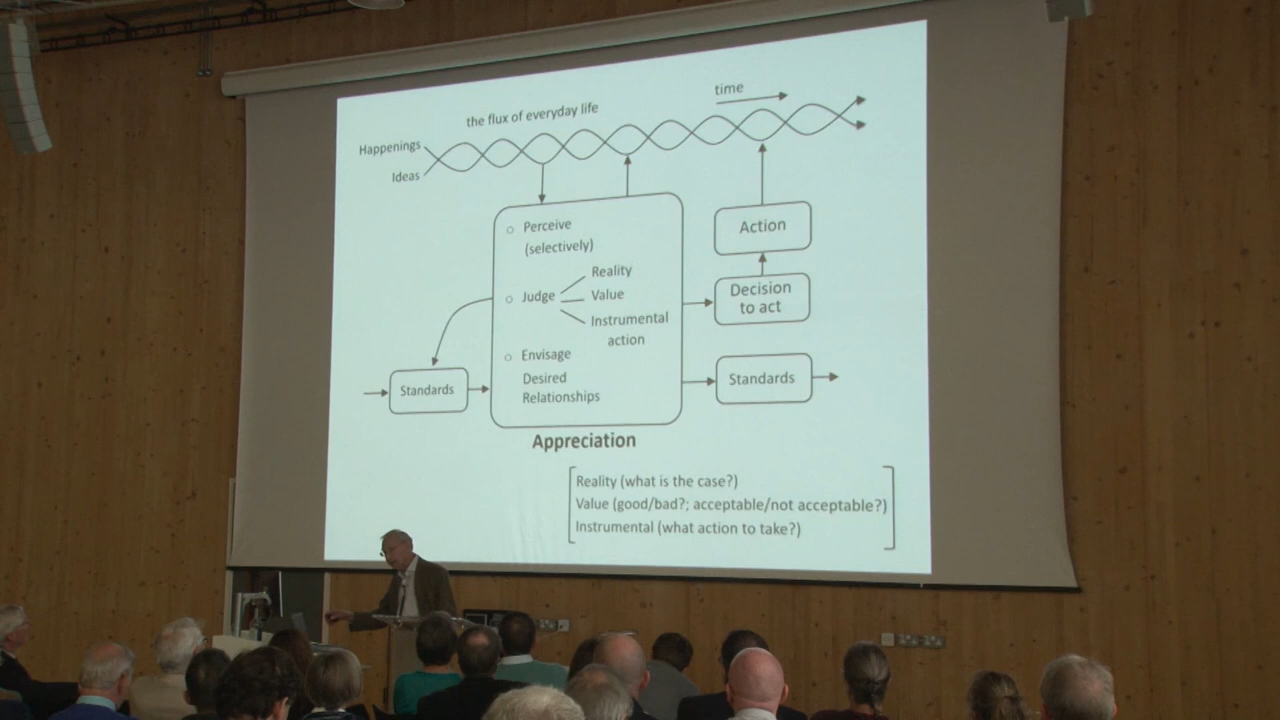 time
the flux of everyday life
Happenings
Ideas
Perceive
(selectively)
Judge
Reality
Value
Instrumental
action
Envisage
Desired
Relationships
Action
Decision
to act
Standards
Standards
Appreciation
Reality (what is the case?)
Value (good/bad?; acceptable/not acceptable?)
Instrumental (what action to take?)